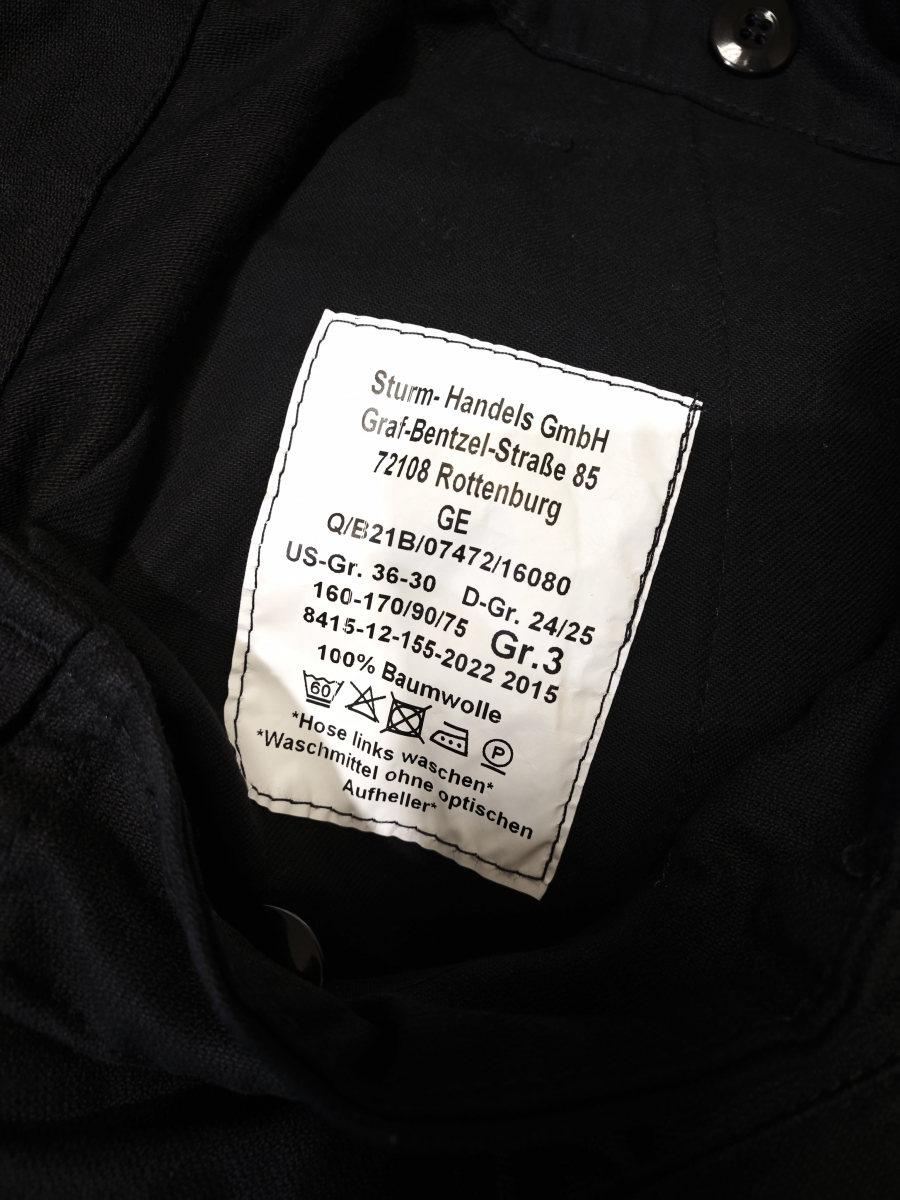 Sturm- Handels GmbH
Graf-Bentzel-Straße 85
72108 Rottenburg
GE
Q/B21B/07472/16080
US-Gr. 36-30 D-Gr. 24/25
160-170/90/75 Gr.3
8415-12-155-2022 2015
100% Baumwolle
60 P
*Hose links waschen*
*Waschmittel ohne optischen
Aufheller*